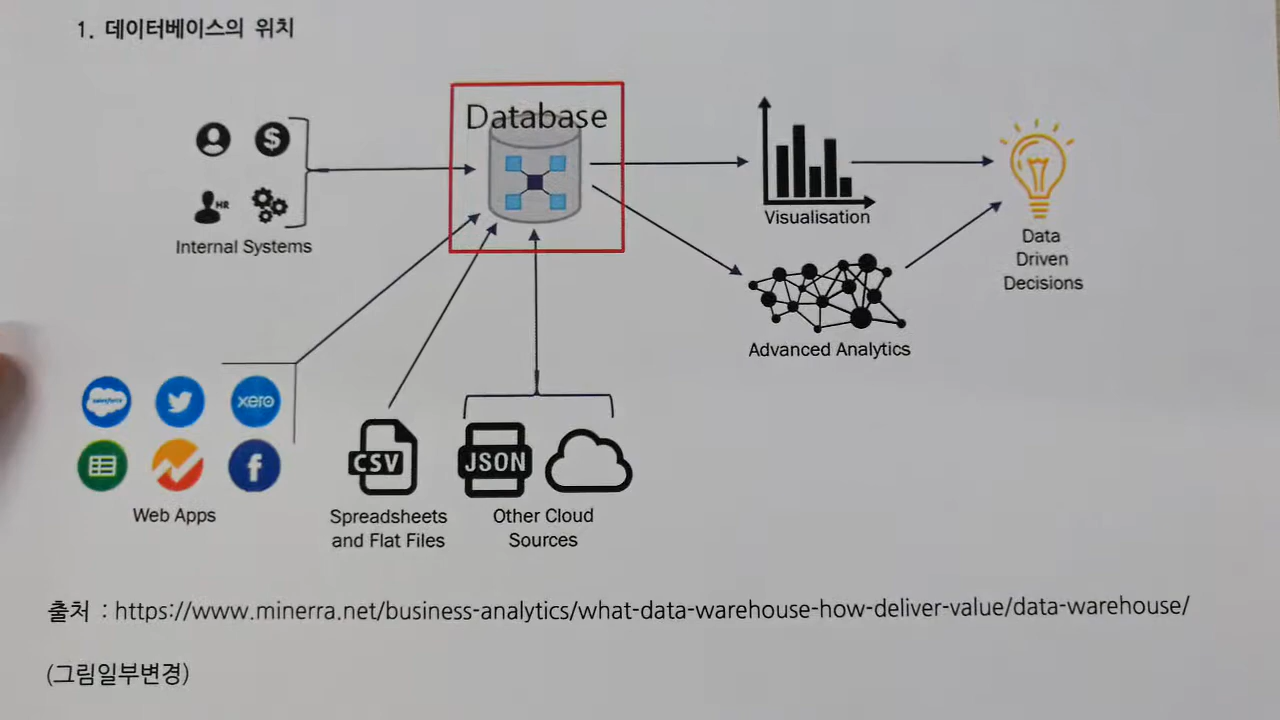 1. 데이터베이스의 위치
Database
$
HR
Internal Systems
Visualisation
Data
Driven
Decisions
Advanced Analytics
salesforce
xero
f
Web Apps
CSV
Spreadsheets
and Flat Files
JSON
Other Cloud
Sources
출처 : https://www.minerra.net/business-analytics/what-data-warehouse-how-deliver-value/data-warehouse/
(그림일부변경)